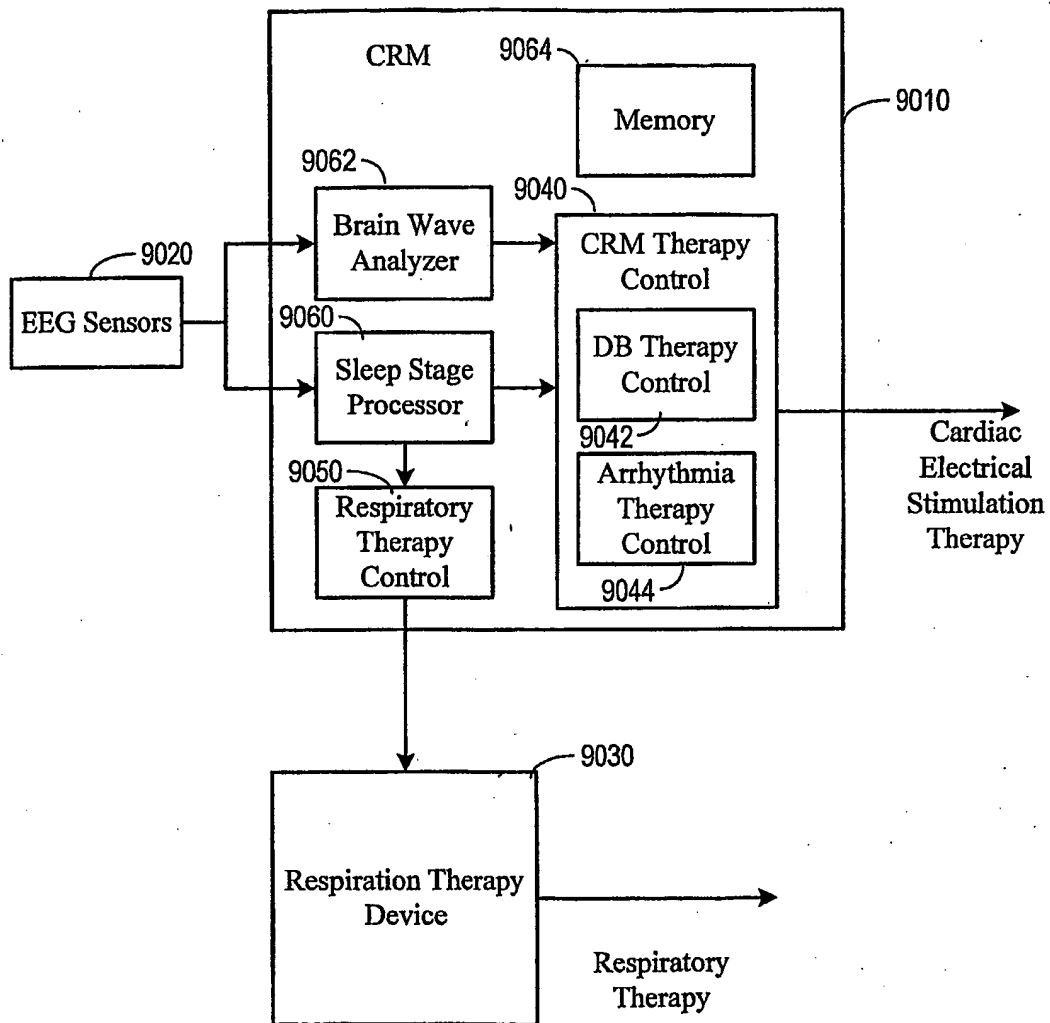 CRM
9064
Memory
9010
9062
Brain Wave
Analyzer
9040
CRM Therapy
Control
9020
EEG Sensors
9060
Sleep Stage
Processor
DB Therapy
Control
9042
9050
Respiratory
Therapy
Control
Arrhythmia
Therapy
Control
9044
Cardiac
Electrical
Stimulation
Therapy
9030
Respiration Therapy
Device
Respiratory
Therapy